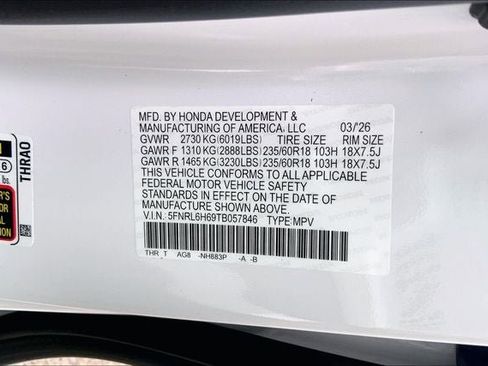 MFD. BY HONDA DEVELOPMENT &
MANUFACTURING OF AMERICA, LLC 03/26
GVWR 2730 KG (6019LBS) TIRE SIZE RIM SIZE
GAWR F 1310 KG (2888LBS) 235/60R18 103H 18X7.5J
GAWR R 1465 KG (3230LBS) 235/60R18 103H 18X7.5J
THIS VEHICLE CONFORMS TO ALL APPLICABLE
FEDERAL MOTOR VEHICLE SAFETY
STANDARDS IN EFFECT ON THE DATE OF
MANUFACTURE SHOWN ABOVE.
V.I.N.: 5FNRL6H69TB057846 TYPE:MPV
THR_T AG8 -NH883P -A -B
THRA0
6
lbs.